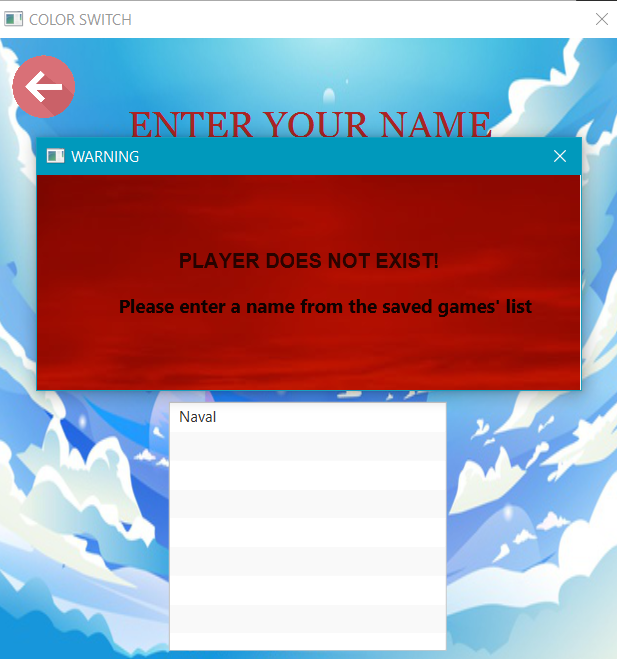 COLOR SWITCH
ENTER YOUR NAME
WARNING
PLAYER DOES NOT EXIST!
Please enter a name from the saved games' list
Naval